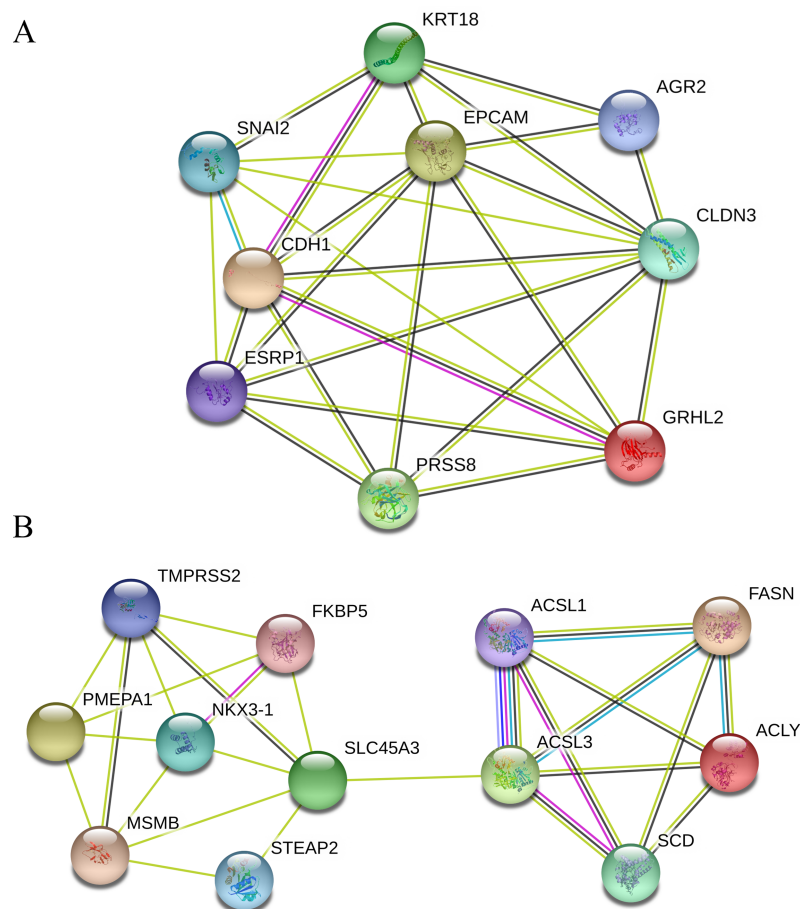 A
KRT18
AGR2
EPCAM
SNAI2
CLDN3
CDH1
ESRP1
GRHL2
PRSS8
B
TMPRSS2
FKBP5
ACSL1
FASN
PMEPA1
NKX3-1
SLC45A3
ACSL3
ACLY
MSMB
STEAP2
SCD